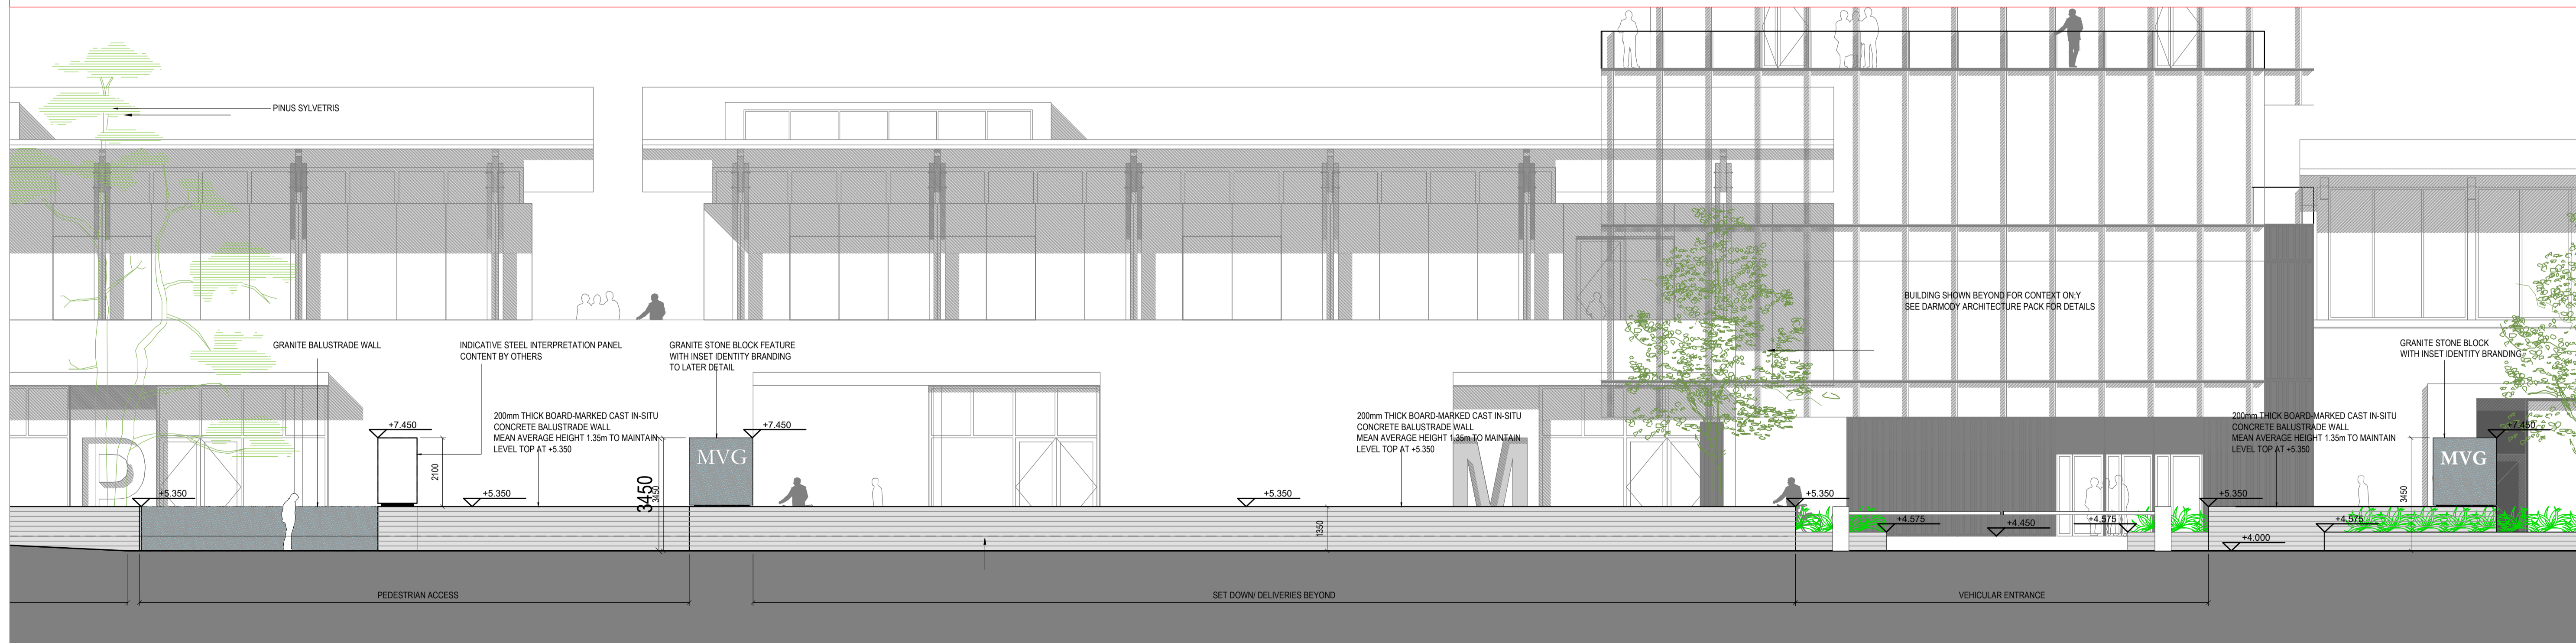 PINUS SYLVETRIS
BUILDING SHOWN BEYOND FOR CONTEXT ON;Y
SEE DARMODY ARCHITECTURE PACK FOR DETAILS
GRANITE BALUSTRADE WALL
INDICATIVE STEEL INTERPRETATION PANEL
CONTENT BY OTHERS
GRANITE STONE BLOCK FEATURE
WITH INSET IDENTITY BRANDING
TO LATER DETAIL
GRANITE STONE BLOCK
WITH INSET IDENTITY BRANDING
200mm THICK BOARD-MARKED CAST IN-SITU
CONCRETE BALUSTRADE WALL
MEAN AVERAGE HEIGHT 1.35m TO MAINTAIN
LEVEL TOP AT +5.350
200mm THICK BOARD-MARKED CAST IN-SITU
CONCRETE BALUSTRADE WALL
MEAN AVERAGE HEIGHT 1.35m TO MAINTAIN
LEVEL TOP AT +5.350
200mm THICK BOARD-MARKED CAST IN-SITU
CONCRETE BALUSTRADE WALL
MEAN AVERAGE HEIGHT 1.35m TO MAINTAIN
LEVEL TOP AT +5.350
+7.450
+7.450
+7.450
P
2100
3450
3450
MVG
M
MVG
3450
+5.350
+5.350
+5.350
+5.350
+5.350
1350
+4.575
+4.450
+4.575
+4.575
+4.000
PEDESTRIAN ACCESS
SET DOWN/ DELIVERIES BEYOND
VEHICULAR ENTRANCE